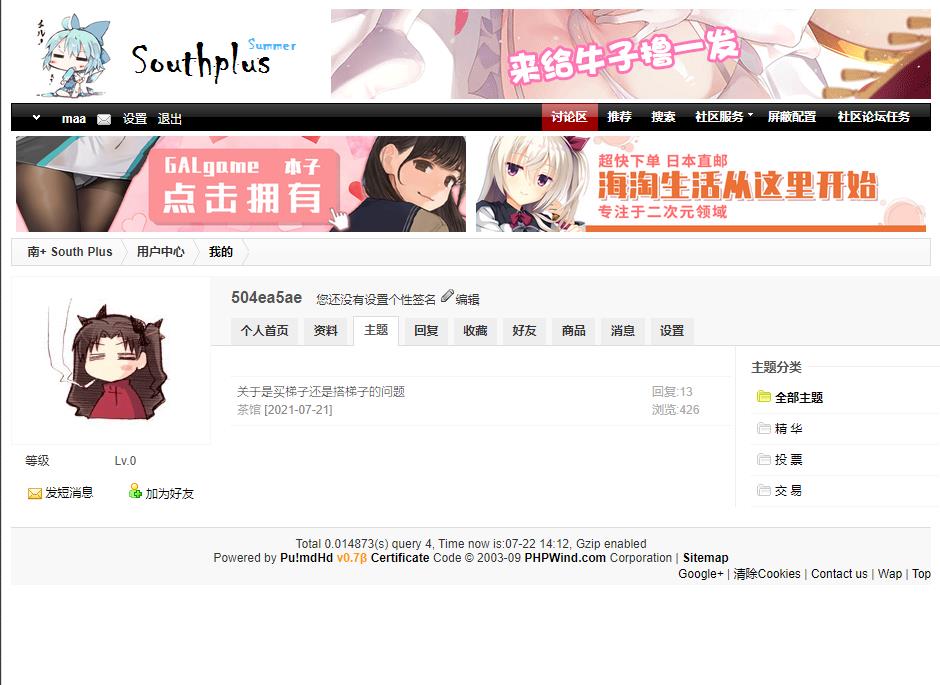 Southplus Summer
来给牛子撸一发
maa 设置 退出 讨论区 推荐 搜索 社区服务 屏蔽配置 社区论坛任务
GALgame 本子
点击拥有
超快下单 日本直邮
海淘生活从这里开始
专注于二次元领域
南+ South Plus 用户中心 我的
504ea5ae 您还没有设置个性签名 编辑
个人首页 资料 主题 回复 收藏 好友 商品 消息 设置
关于是买梯子还是搭梯子的问题 回复:13
茶馆 [2021-07-21] 浏览:426
主题分类
全部主题
精 华
投 票
交 易
等级 Lv.0
发短消息 加为好友
Total 0.014873(s) query 4, Time now is:07-22 14:12, Gzip enabled
Powered by Pu!mdHd v0.7β Certificate Code © 2003-09 PHPWind.com Corporation | Sitemap
Google+ | 清除Cookies | Contact us | Wap | Top